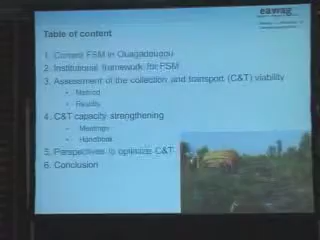 eawag
Table of content
1. Current FSM in Ouagadougou
2. Institutional framework for FSM
3. Assessment of the collection and transport (C&T) viability
• Method
• Results
4. C&T capacity strengthening
• Meetings
• Handbook
5. Perspectives to optimize C&T
6. Conclusion